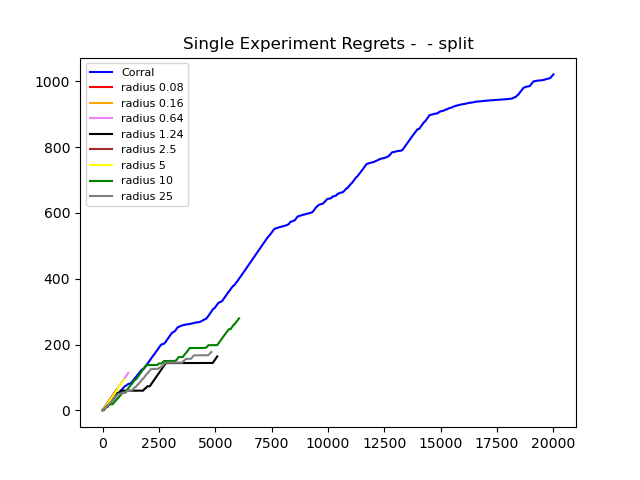 Single Experiment Regrets -  - split
Corral
radius 0.08
radius 0.16
radius 0.64
radius 1.24
radius 2.5
radius 5
radius 10
radius 25
1000
800
600
400
200
0
0 2500 5000 7500 10000 12500 15000 17500 20000